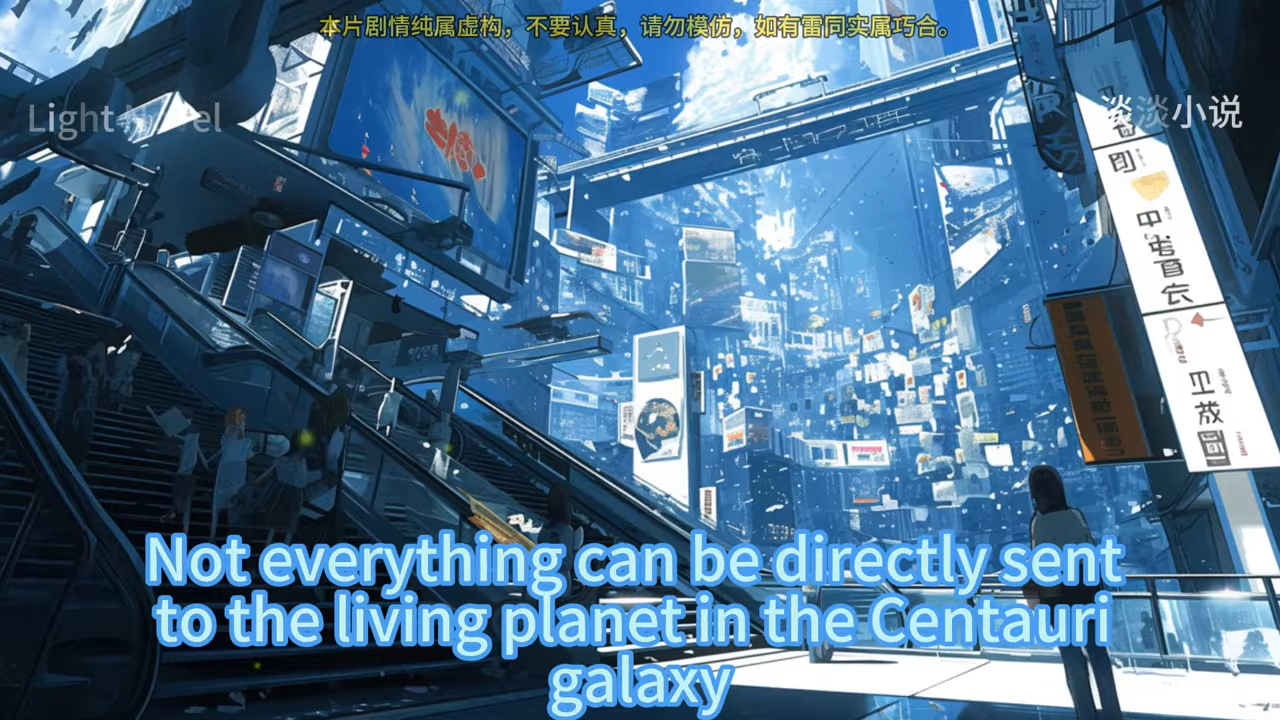 本片剧情纯属虚构，不要认真，请勿模仿，如有雷同实属巧合。
Light Novel
淡淡小说
Not everything can be directly sent
to the living planet in the Centauri
galaxy